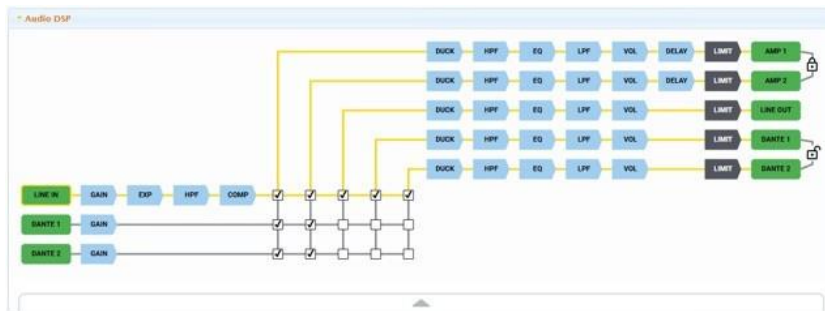 Audio DSP
DUCK HPF EQ LPF VOL DELAY LIMIT AMP 1
DUCK HPF EQ LPF VOL DELAY LIMIT AMP 2
DUCK HPF EQ LPF VOL LIMIT LINE OUT
DUCK HPF EQ LPF VOL LIMIT DANTE 1
DUCK HPF EQ LPF VOL LIMIT DANTE 2
LINE IN GAIN EXP HPF COMP
DANTE 1 GAIN
DANTE 2 GAIN